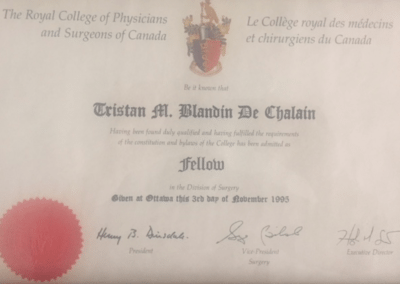 The Royal College of Physicians
and Surgeons of Canada
Le Collège royal des médecins
et chirurgiens du Canada
Be it known that
Tristan M. Blandin De Chalain
Having been found duly qualified and having fulfilled the requirements
of the constitution and bylaws of the College has been admitted as
Fellow
in the Division of Surgery
Given at Ottawa this 3rd day of November 1995
President
Vice President
Surgery
Executive Director